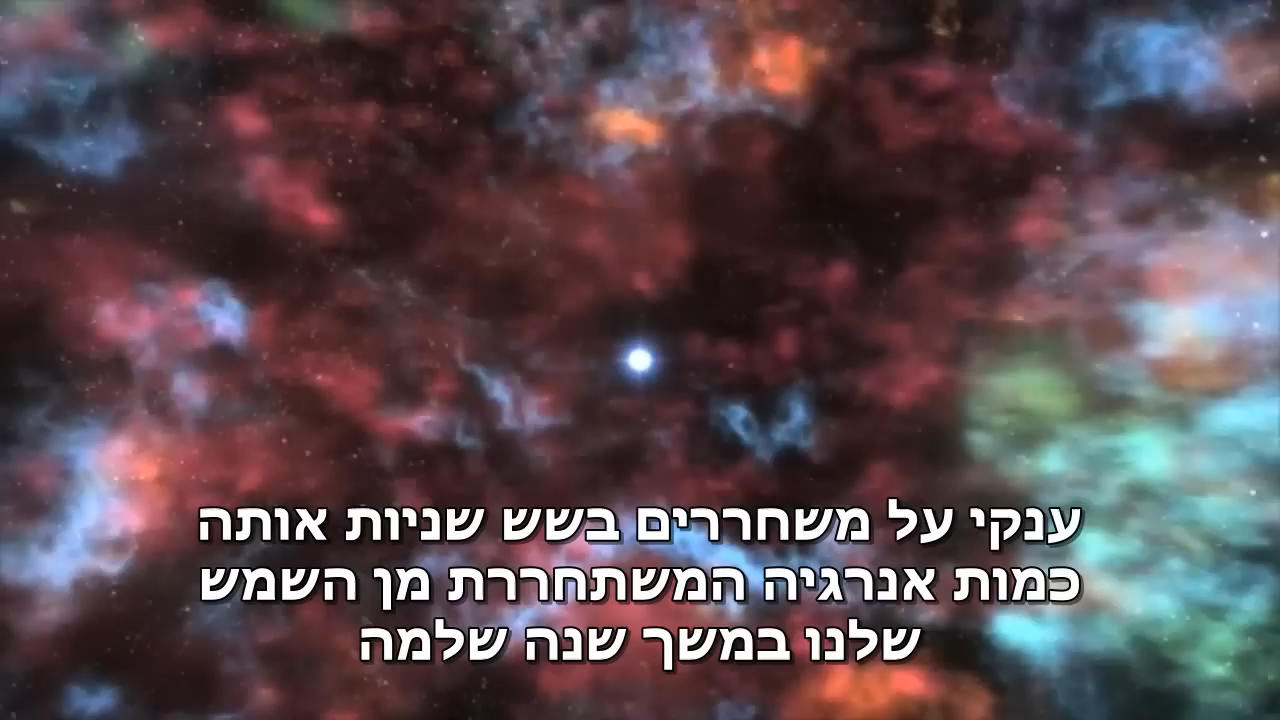 ענקי על משחררים בשש שניות אותה
כמות אנרגיה המשתחררת מן השמש
שלנו במשך שנה שלמה